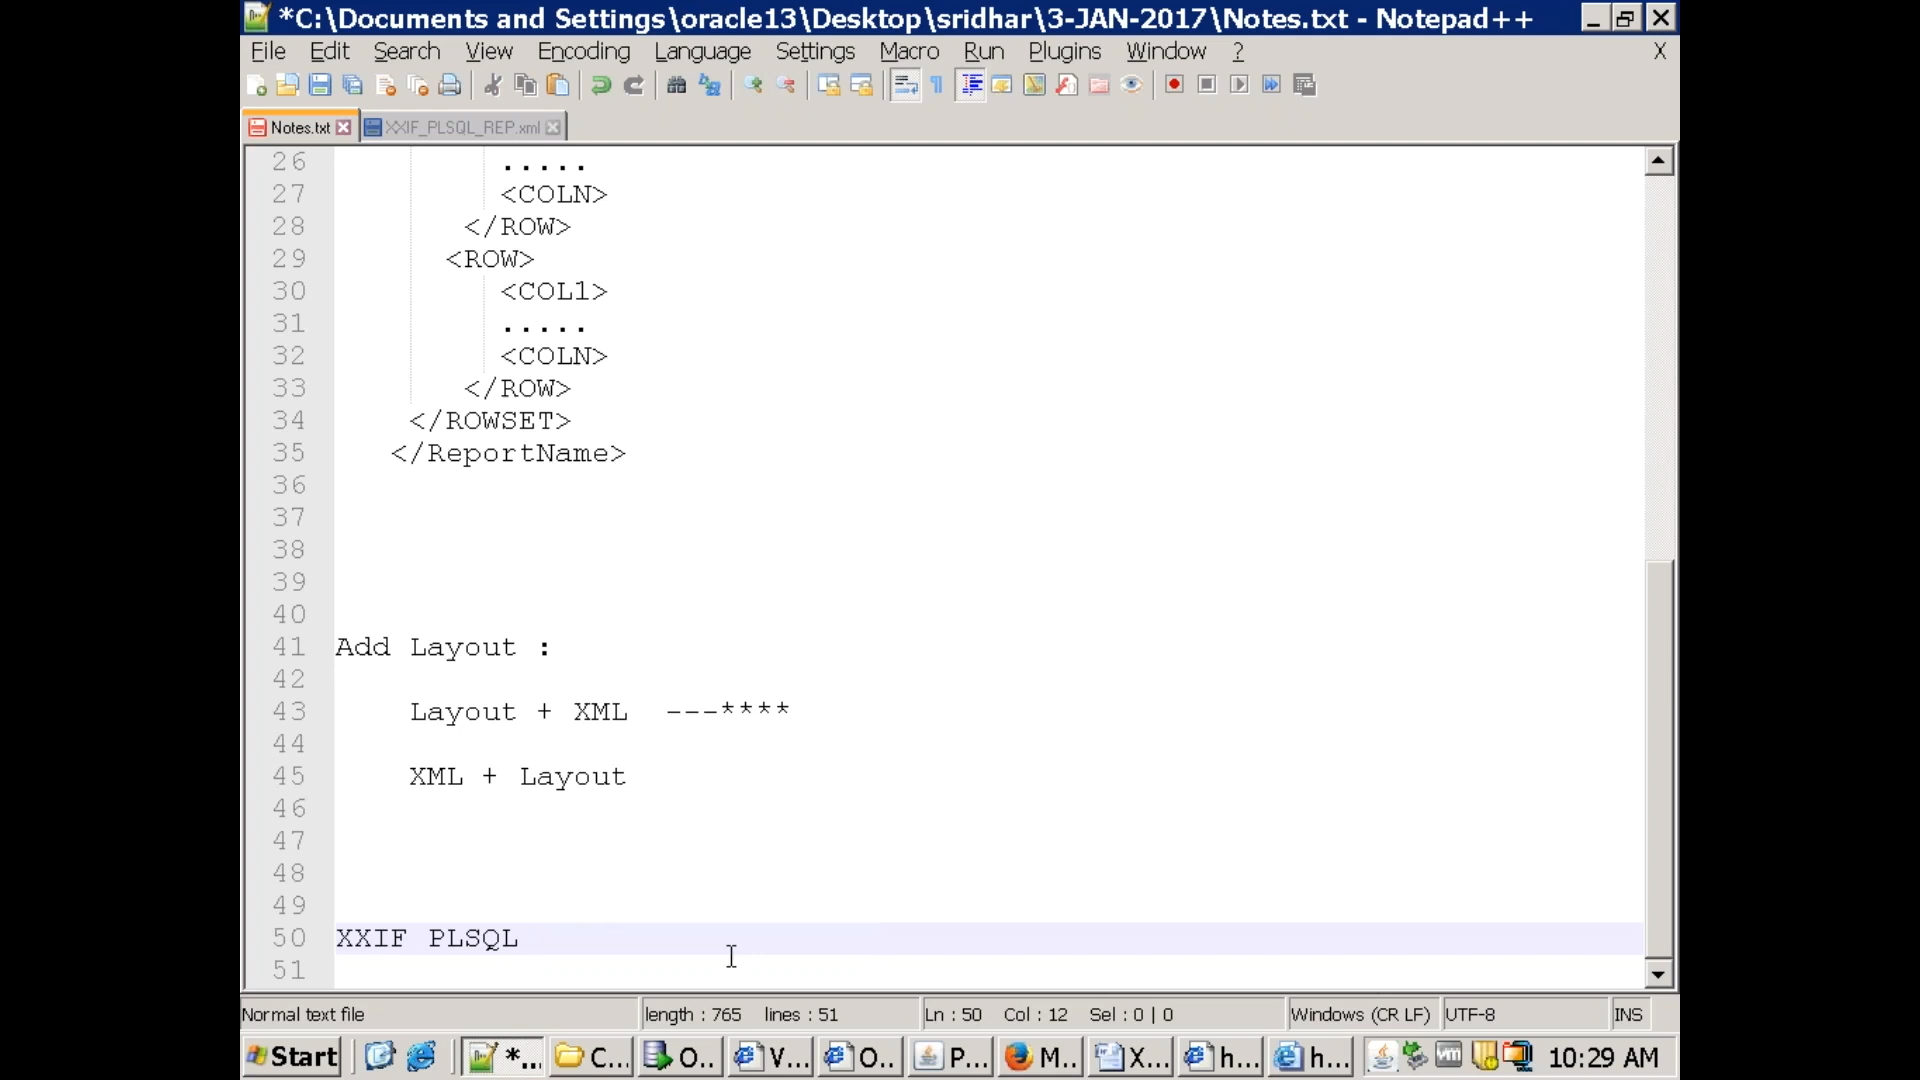 *C:\Documents and Settings\oracle13\Desktop\sridhar\3-JAN-2017\Notes.txt - Notepad++
File Edit Search View Encoding Language Settings Macro Run Plugins Window ? X
Notes.txt XXIF_PLSQL_REP.xml
26 .....
27 <COLN>
28 </ROW>
29 <ROW>
30 <COL1>
31 .....
32 <COLN>
33 </ROW>
34 </ROWSET>
35 </ReportName>
36
37
38
39
40
41 Add Layout :
42
43 Layout + XML ---****
44
45 XML + Layout
46
47
48
49
50 XXIF PLSQL
51
Normal text file length : 765 lines : 51 Ln : 50 Col : 12 Sel : 0 | 0 Windows (CR LF) UTF-8 INS
Start *... C... O.. V... O.. P... M.. X... h... h... 10:29 AM